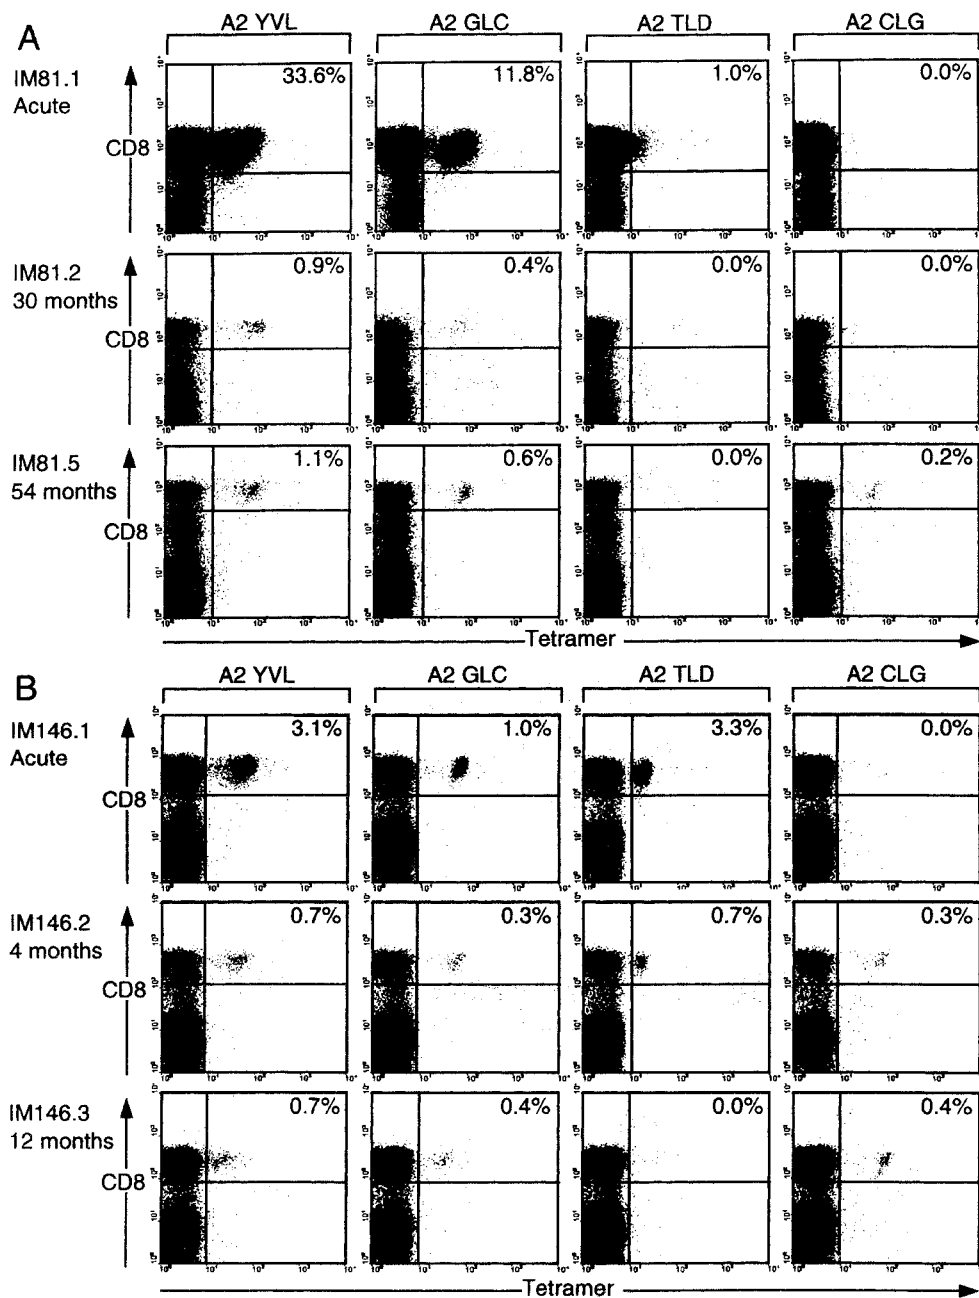 A
A2 YVL A2 GLC A2 TLD A2 CLG
IM81.1
Acute
33.6% 11.8% 1.0% 0.0%
CD8
IM81.2
30 months
0.9% 0.4% 0.0% 0.0%
CD8
IM81.5
54 months
1.1% 0.6% 0.0% 0.2%
CD8
Tetramer
B
A2 YVL A2 GLC A2 TLD A2 CLG
IM146.1
Acute
3.1% 1.0% 3.3% 0.0%
CD8
IM146.2
4 months
0.7% 0.3% 0.7% 0.3%
CD8
IM146.3
12 months
0.7% 0.4% 0.0% 0.4%
CD8
Tetramer